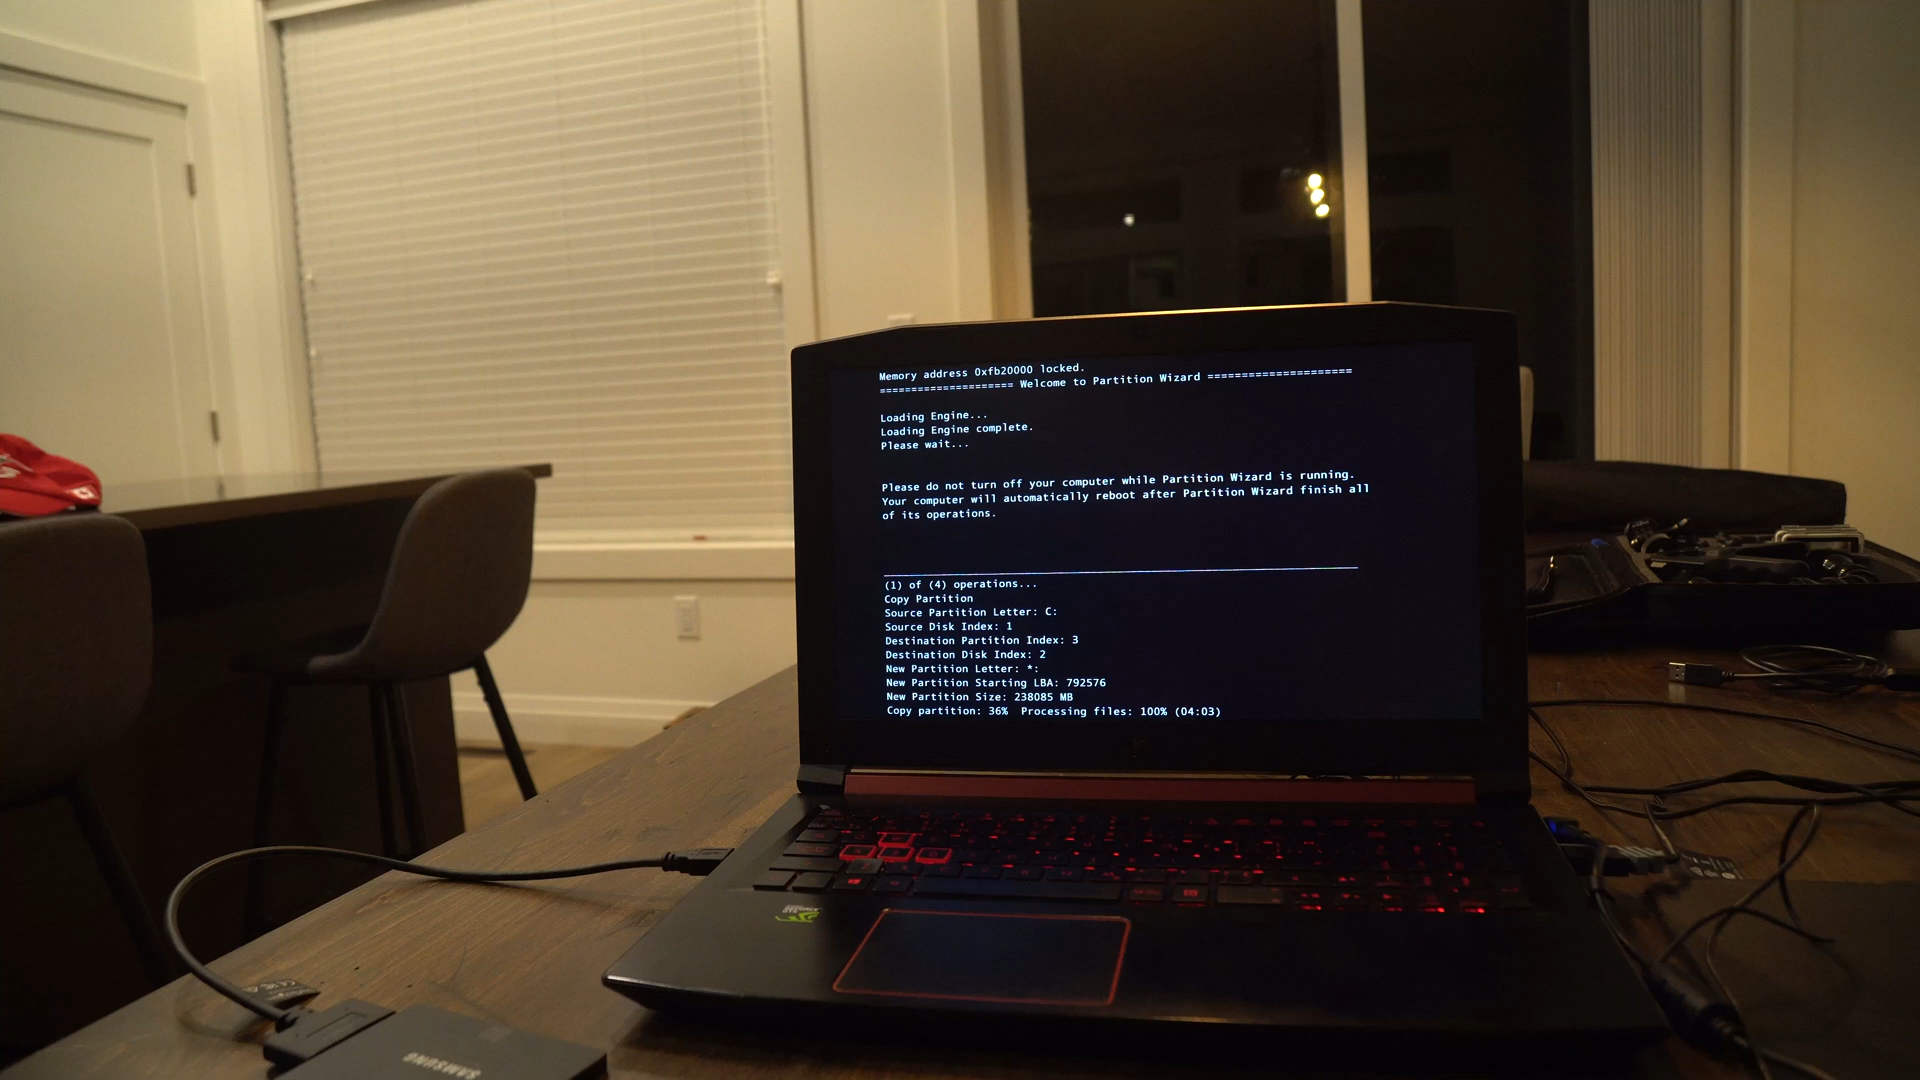 Memory address 0xfb20000 locked.
===================== Welcome to Partition Wizard =====================
Loading Engine...
Loading Engine complete.
Please wait...
Please do not turn off your computer while Partition Wizard is running.
Your computer will automatically reboot after Partition Wizard finish all
of its operations.
(1) of (4) operations...
Copy Partition
Source Partition Letter: C:
Source Disk Index: 1
Destination Partition Index: 3
Destination Disk Index: 2
New Partition Letter: *:
New Partition Starting LBA: 792576
New Partition Size: 238085 MB
Copy partition: 36%  Processing files: 100% (04:03)
SAMSUNG